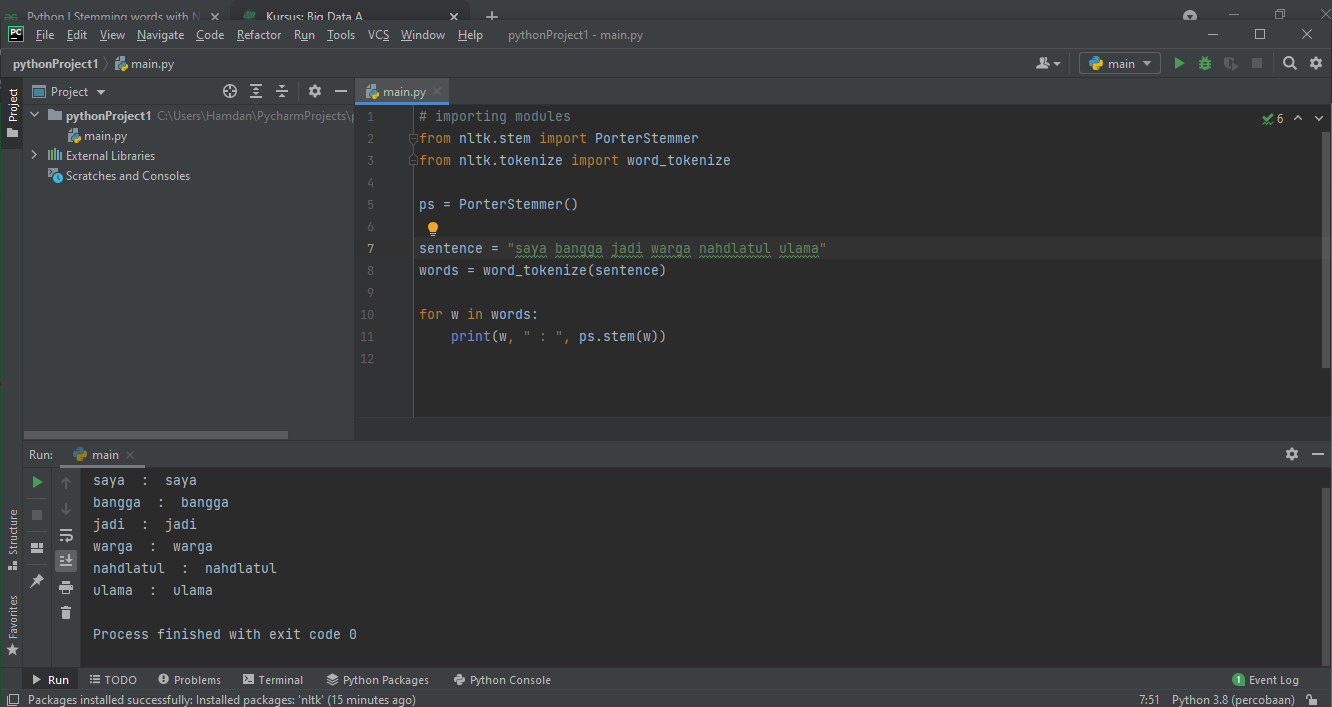 Python | Stemming words with N
Kursus: Big Data A
File Edit View Navigate Code Refactor Run Tools VCS Window Help pythonProject1 - main.py
pythonProject1 main.py main
Project
main.py
pythonProject1 C:\Users\Hamdan\PycharmProjects\p
main.py
External Libraries
Scratches and Consoles
1 # importing modules
2 from nltk.stem import PorterStemmer
3 from nltk.tokenize import word_tokenize
4
5 ps = PorterStemmer()
6
7 sentence = "saya bangga jadi warga nahdlatul ulama"
8 words = word_tokenize(sentence)
9
10 for w in words:
11 print(w, " : ", ps.stem(w))
12
6
Project
Structure
Favorites
Run: main
saya : saya
bangga : bangga
jadi : jadi
warga : warga
nahdlatul : nahdlatul
ulama : ulama
Process finished with exit code 0
Run TODO Problems Terminal Python Packages Python Console 1 Event Log
Packages installed successfully: Installed packages: 'nltk' (15 minutes ago) 7:51 Python 3.8 (percobaan)